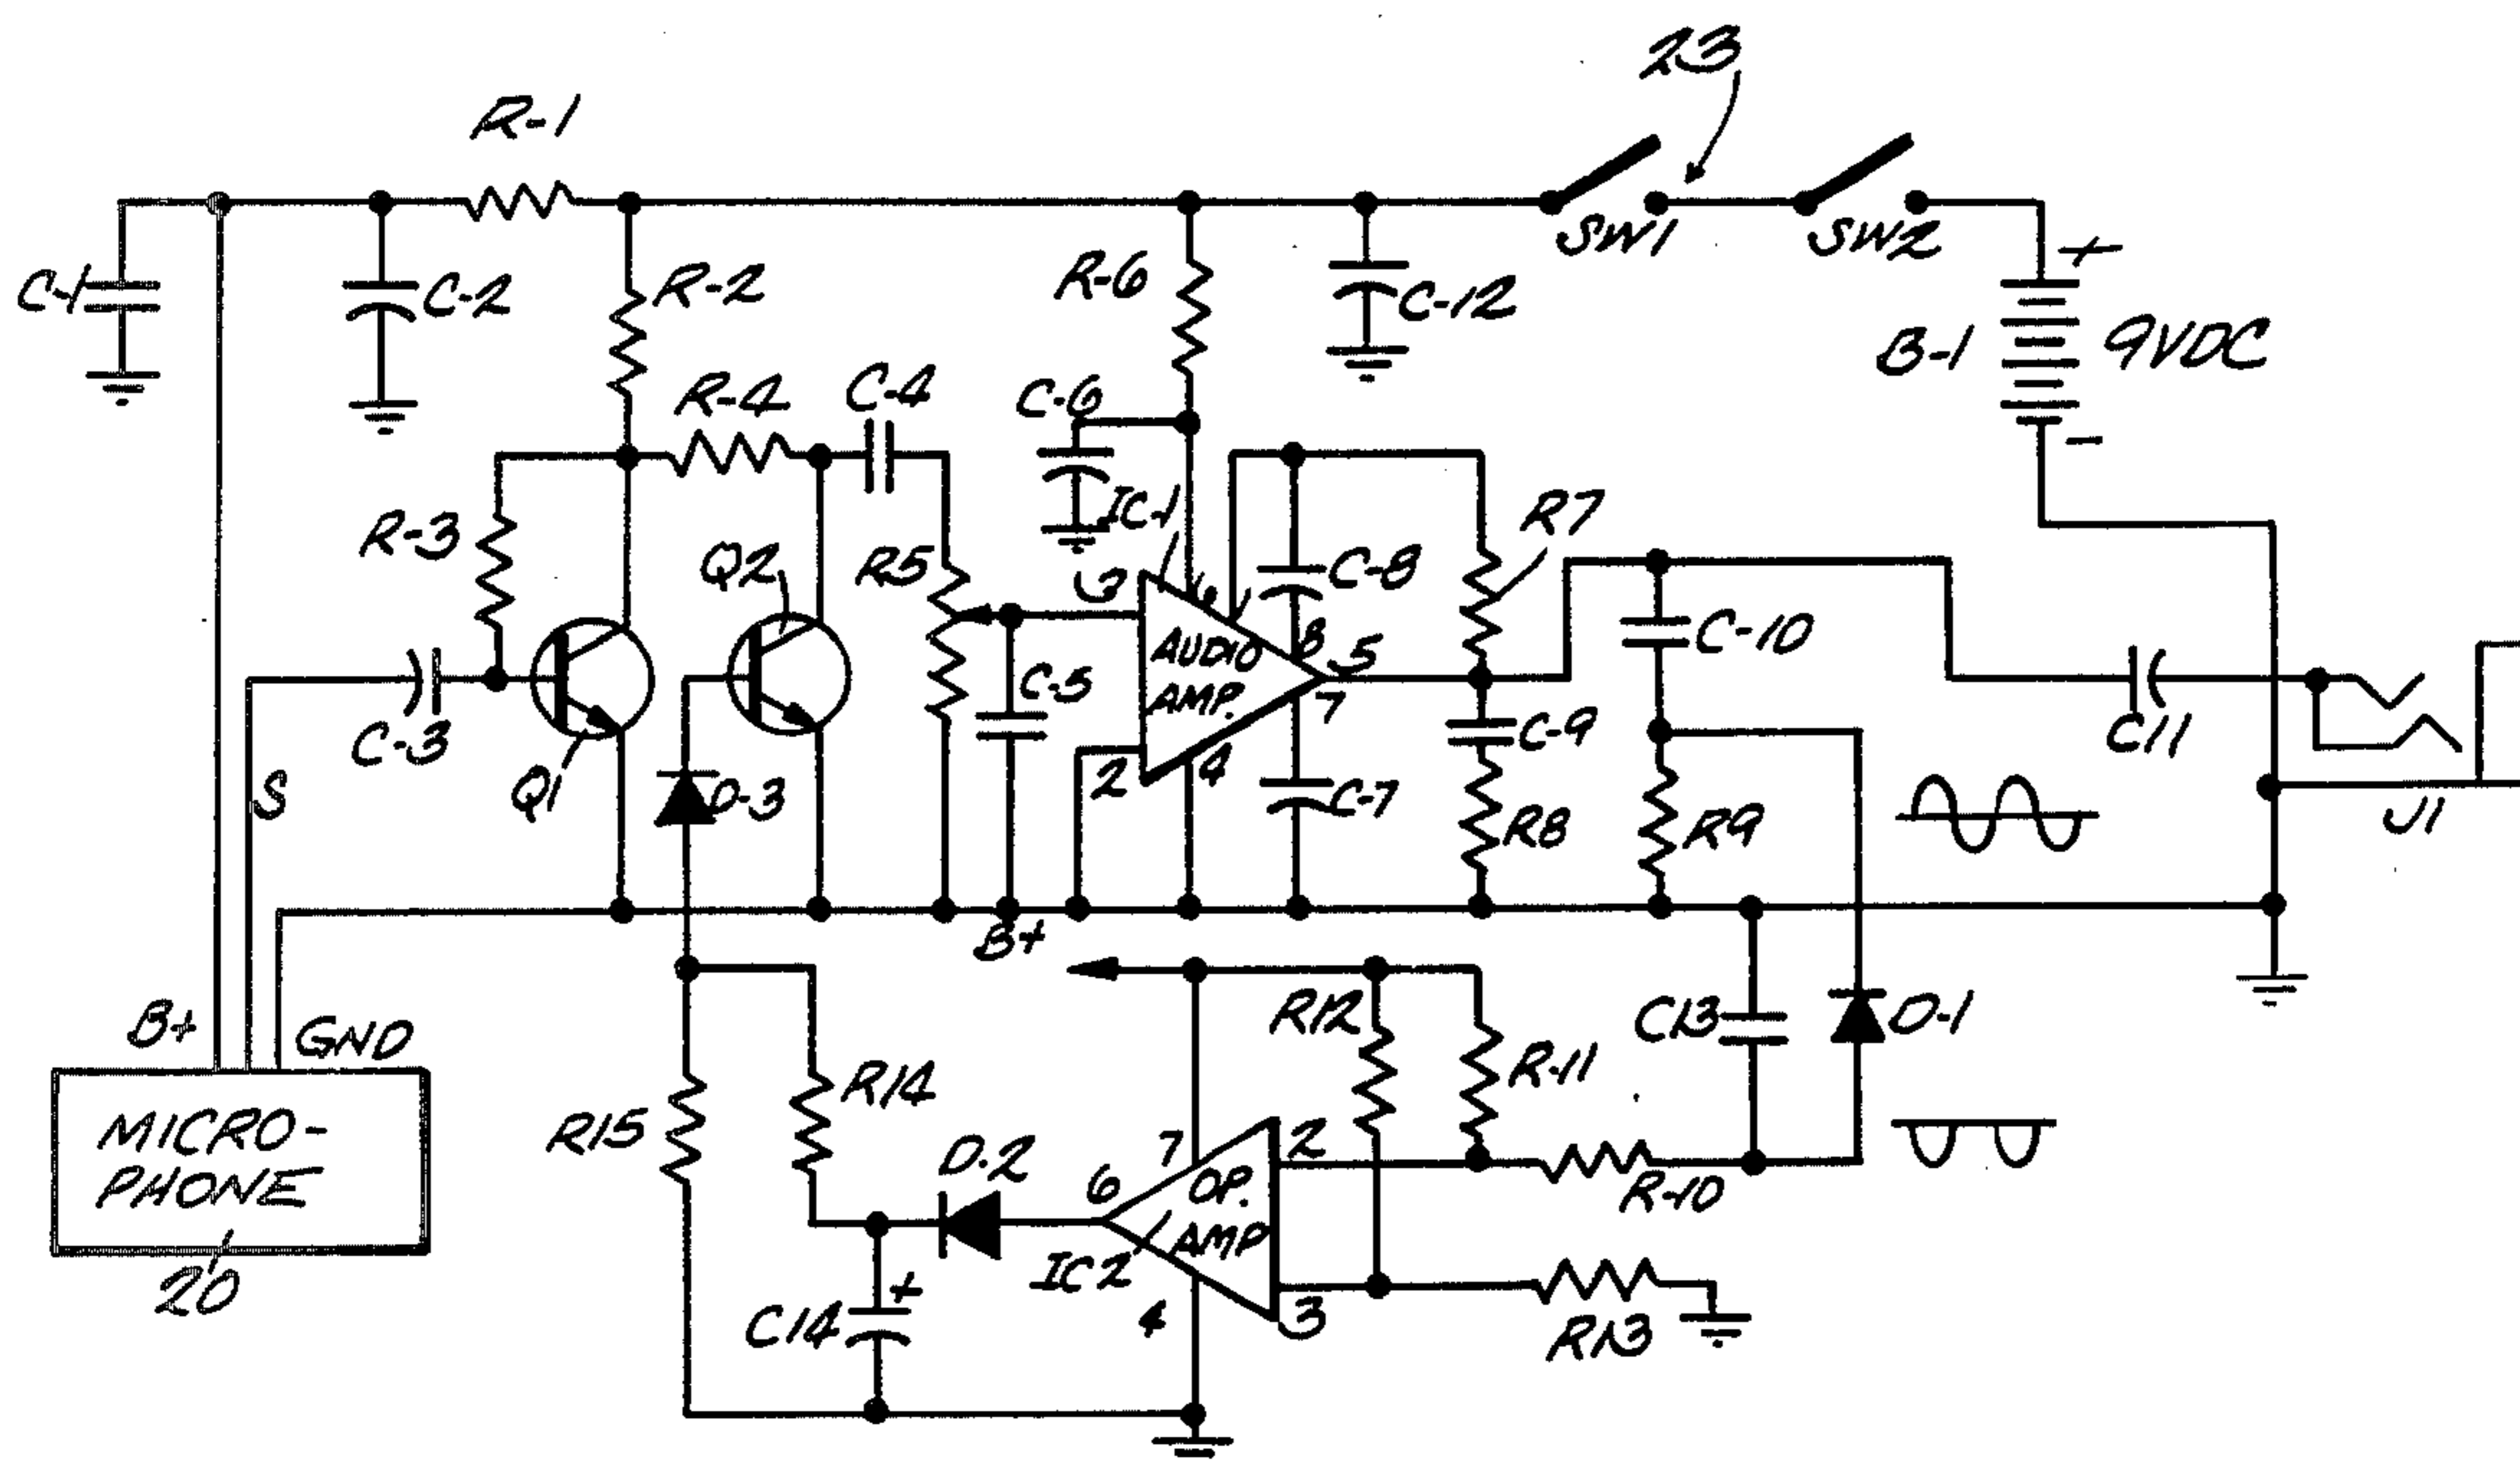 23
R-1
SW1
SW2
+
C-1
C-2
R-2
R-6
C-12
B-1
9VDC
-
R-4
C-4
C-6
R-3
Q2
R5
IC-1
3
6
1
C-8
R7
C-10
AUDIO
AMP.
8
5
7
C-5
C-3
Q1
S
D-3
2
4
C-7
C-9
R8
R9
C11
J1
B+
B+
GND
R12
R-11
C13
D-1
MICRO-
PHONE
20
R15
R14
D-2
7
6
OP.
AMP
2
R-10
IC2
+
C14
4
3
R13